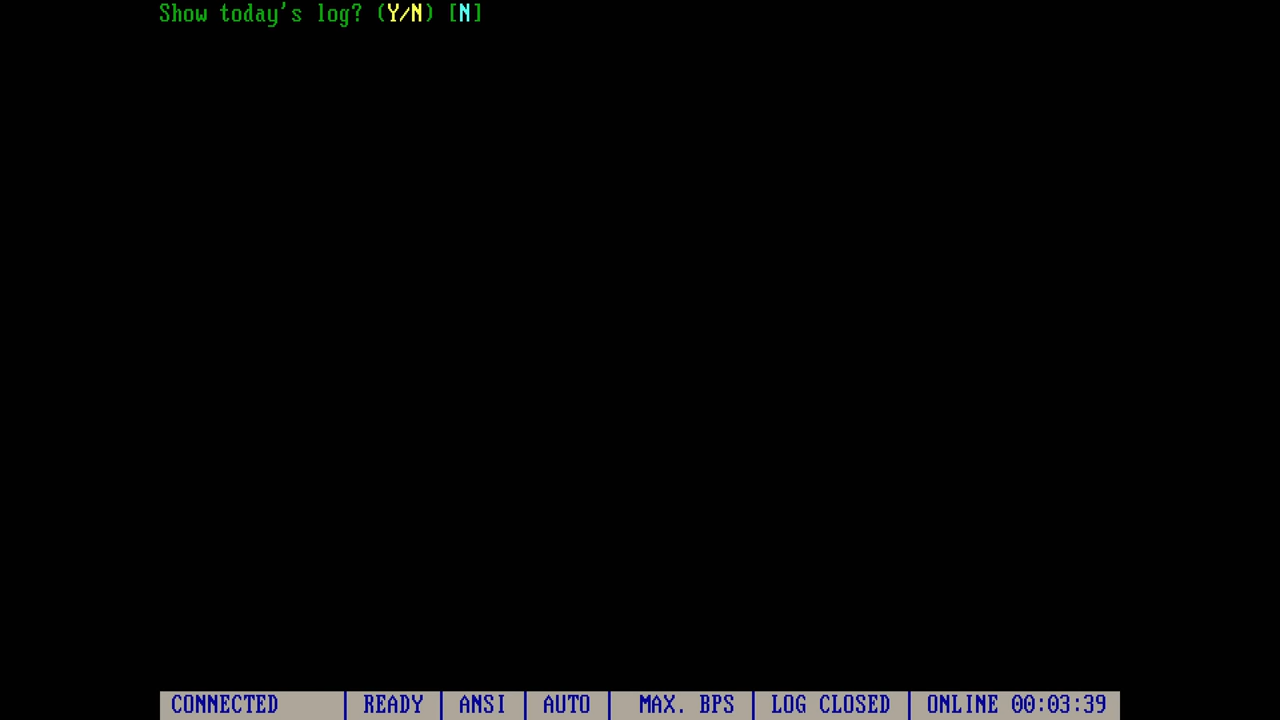 Show today's log? (Y/N) [N]
CONNECTED | READY | ANSI | AUTO | MAX. BPS | LOG CLOSED | ONLINE 00:03:39